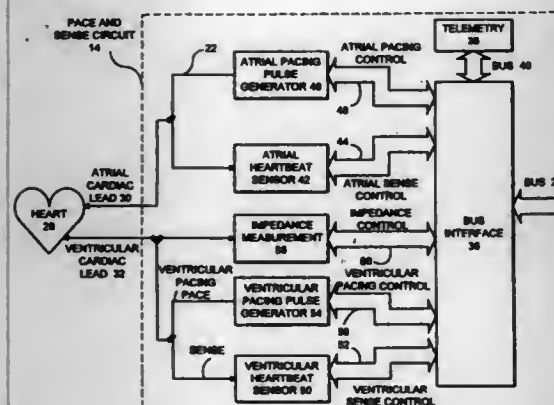 PACE AND
SENSE CIRCUIT
14
22
ATRIAL PACING
PULSE
GENERATOR 46
ATRIAL PACING
CONTROL
48
TELEMETRY
38
BUS 40
ATRIAL
HEARTBEAT
SENSOR 42
44
ATRIAL SENSE
CONTROL
ATRIAL
CARDIAC
LEAD 30
HEART
28
VENTRICULAR
CARDIAC
LEAD 32
IMPEDANCE
MEASUREMENT
IMPEDANCE
CONTROL
BUS
INTERFACE
36
BUS 2
VENTRICULAR
PACING
PACE
VENTRICULAR
PACING PULSE
GENERATOR 54
VENTRICULAR
PACING CONTROL
52
SENSE
VENTRICULAR
HEARTBEAT
SENSOR 50
VENTRICULAR
SENSE CONTROL